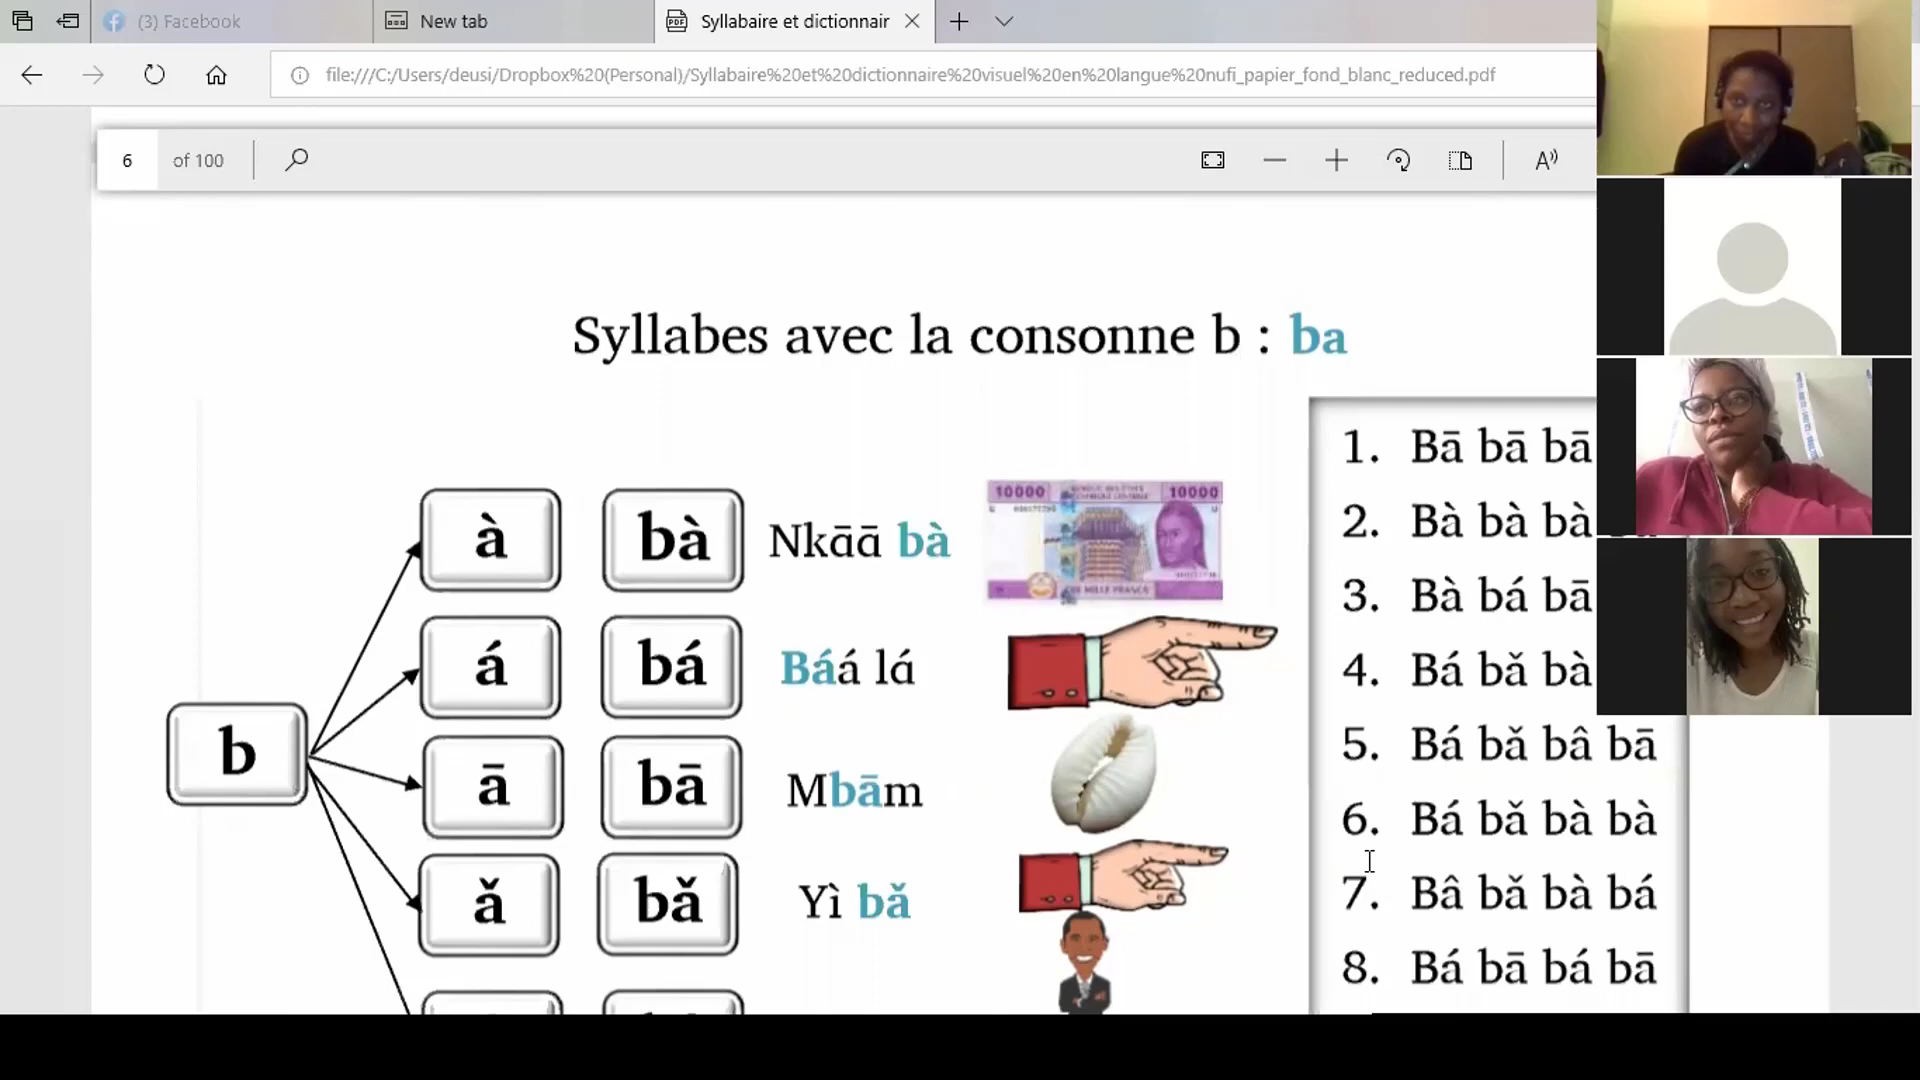 (3) Facebook
New tab
Syllabaire et dictionnair
file:///C:/Users/deusi/Dropbox%20(Personal)/Syllabaire%20et%20dictionnaire%20visuel%20en%20langue%20nufi_papier_fond_blanc_reduced.pdf
6 of 100
Syllabes avec la consonne b : ba
b
à bà Nkāā bà
10000 10000
á bá Báá lá
ā bā Mbām
ǎ bǎ Yì bǎ
1. Bā bā bā
2. Bà bà bà
3. Bà bá bā
4. Bá bǎ bà
5. Bá bǎ bâ bā
6. Bá bǎ bà bà
7. Bâ bǎ bà bá
8. Bá bā bá bā